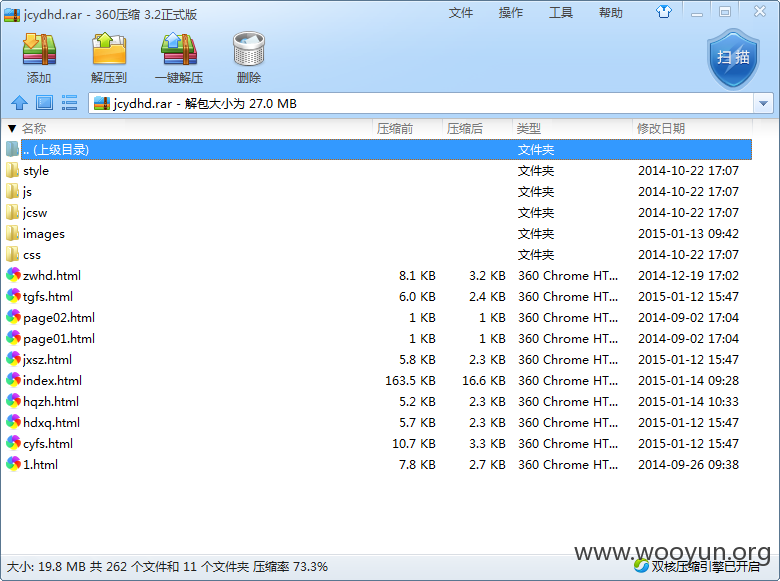 jcydhd.rar - 360压缩 3.2正式版 文件 操作 工具 帮助
添加 解压到 一键解压 删除 扫描
jcydhd.rar - 解包大小为 27.0 MB
名称 压缩前 压缩后 类型 修改日期
.. (上级目录) 文件夹
style 文件夹 2014-10-22 17:07
js 文件夹 2014-10-22 17:07
jcsw 文件夹 2014-10-22 17:07
images 文件夹 2015-01-13 09:42
css 文件夹 2014-10-22 17:07
zwhd.html 8.1 KB 3.2 KB 360 Chrome HT... 2014-12-19 17:02
tgfs.html 6.0 KB 2.4 KB 360 Chrome HT... 2015-01-12 15:47
page02.html 1 KB 1 KB 360 Chrome HT... 2014-09-02 17:04
page01.html 1 KB 1 KB 360 Chrome HT... 2014-09-02 17:04
jxsz.html 5.8 KB 2.3 KB 360 Chrome HT... 2015-01-12 15:47
index.html 163.5 KB 16.6 KB 360 Chrome HT... 2015-01-14 09:28
hqzh.html 5.2 KB 2.3 KB 360 Chrome HT... 2015-01-14 10:33
hdxq.html 5.7 KB 2.3 KB 360 Chrome HT... 2015-01-12 15:47
cyfs.html 10.7 KB 3.3 KB 360 Chrome HT... 2015-01-12 15:47
1.html 7.8 KB 2.7 KB 360 Chrome HT... 2014-09-26 09:38
www.wooyun.org
大小: 19.8 MB 共 262 个文件和 11 个文件夹 压缩率 73.3% 双核压缩引擎已开启